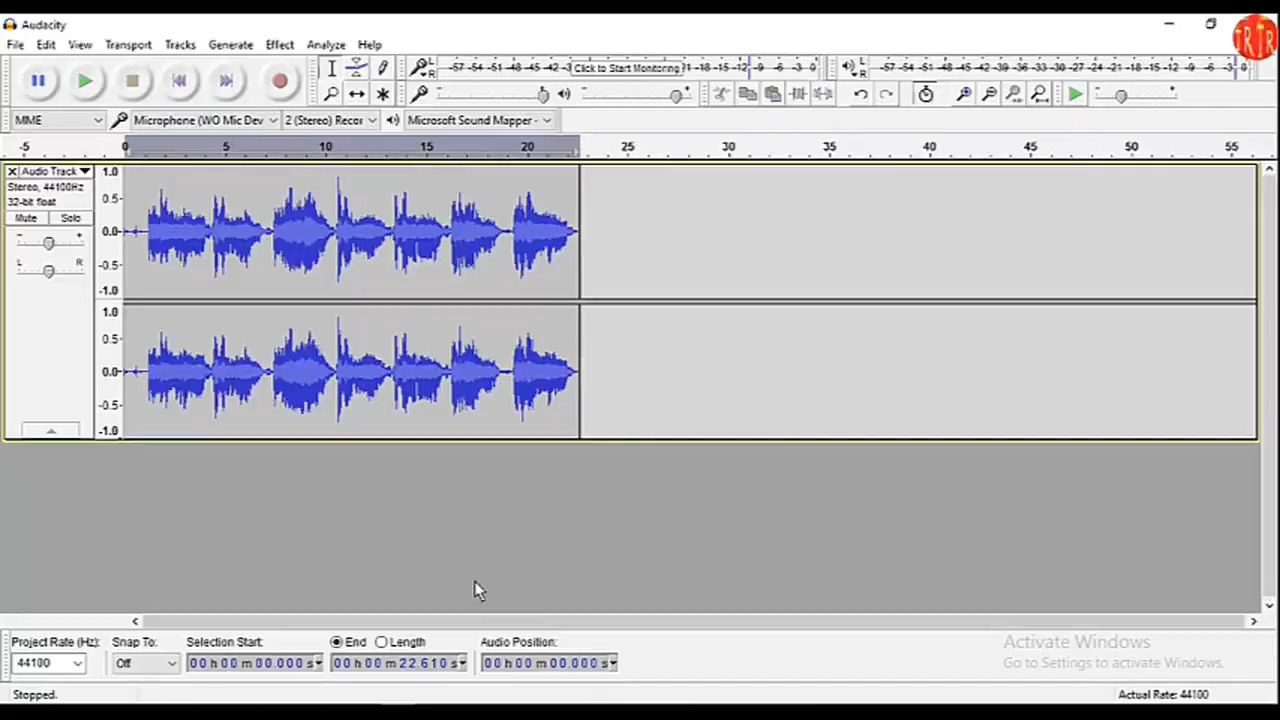 Audacity
File Edit View Transport Tracks Generate Effect Analyze Help
TRTR
L R -57 -54 -51 -48 -45 -42 -3 Click to Start Monitoring 1 -18 -15 -12 -9 -6 -3 0 L R -57 -54 -51 -48 -45 -42 -39 -36 -33 -30 -27 -24 -21 -18 -15 -12 -9 -6 -3 0
MME Microphone (WO Mic Dev 2 (Stereo) Recor Microsoft Sound Mapper -
-5 0 5 10 15 20 25 30 35 40 45 50 55
Audio Track 1.0
Stereo, 44100Hz
32-bit float 0.5
Mute Solo
- + 0.0
L R -0.5
-1.0
1.0
0.5
0.0
-0.5
-1.0
Project Rate (Hz): Snap To: Selection Start: End Length Audio Position:
44100 Off 00 h 00 m 00.000 s 00 h 00 m 22.610 s 00 h 00 m 00.000 s
Activate Windows
Go to Settings to activate Windows.
Stopped. Actual Rate: 44100